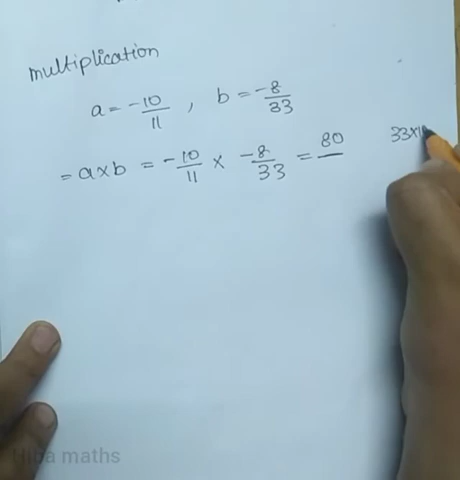 multiplication
a = -10/11 , b = -8/33
= a×b = -10/11 × -8/33 = 80/
33×1
Hiba maths